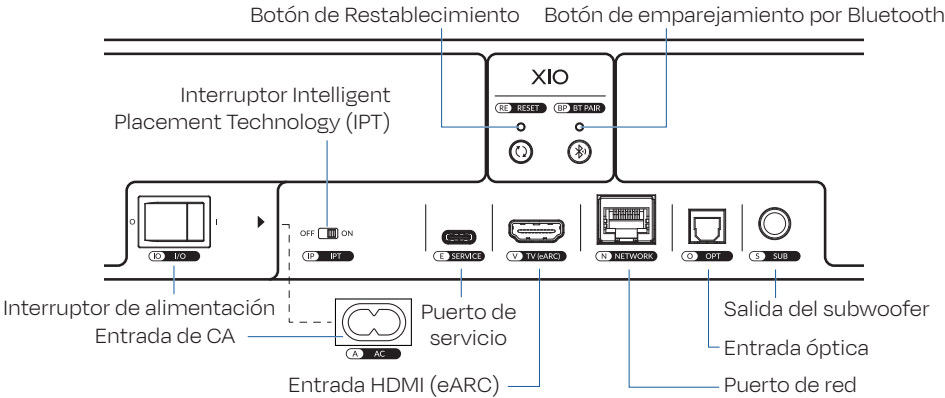 Botón de Restablecimiento
Botón de emparejamiento por Bluetooth
XIO
RE RESET
BP BT PAIR
Interruptor Intelligent
Placement Technology (IPT)
O
I
OFF ON
IO I/O
IP IPT
E SERVICE
V TV (eARC)
N NETWORK
O OPT
S SUB
Interruptor de alimentación
Entrada de CA
A AC
Puerto de
servicio
Salida del subwoofer
Entrada óptica
Entrada HDMI (eARC)
Puerto de red